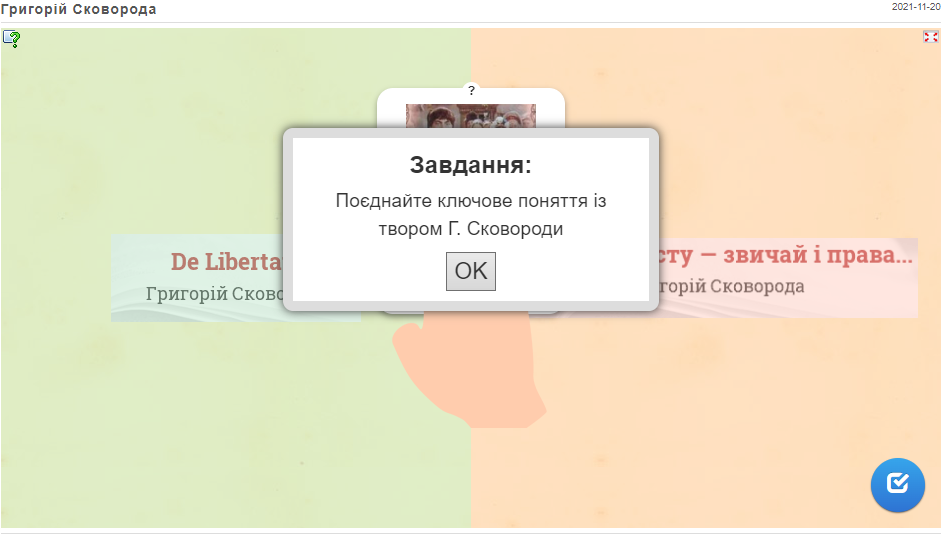 Григорій Сковорода
2021-11-20
?
Завдання:
Поєднайте ключове поняття із
твором Г. Сковороди
OK
De Liberta
Григорій Сково
сту — звичай і права...
горій Сковорода